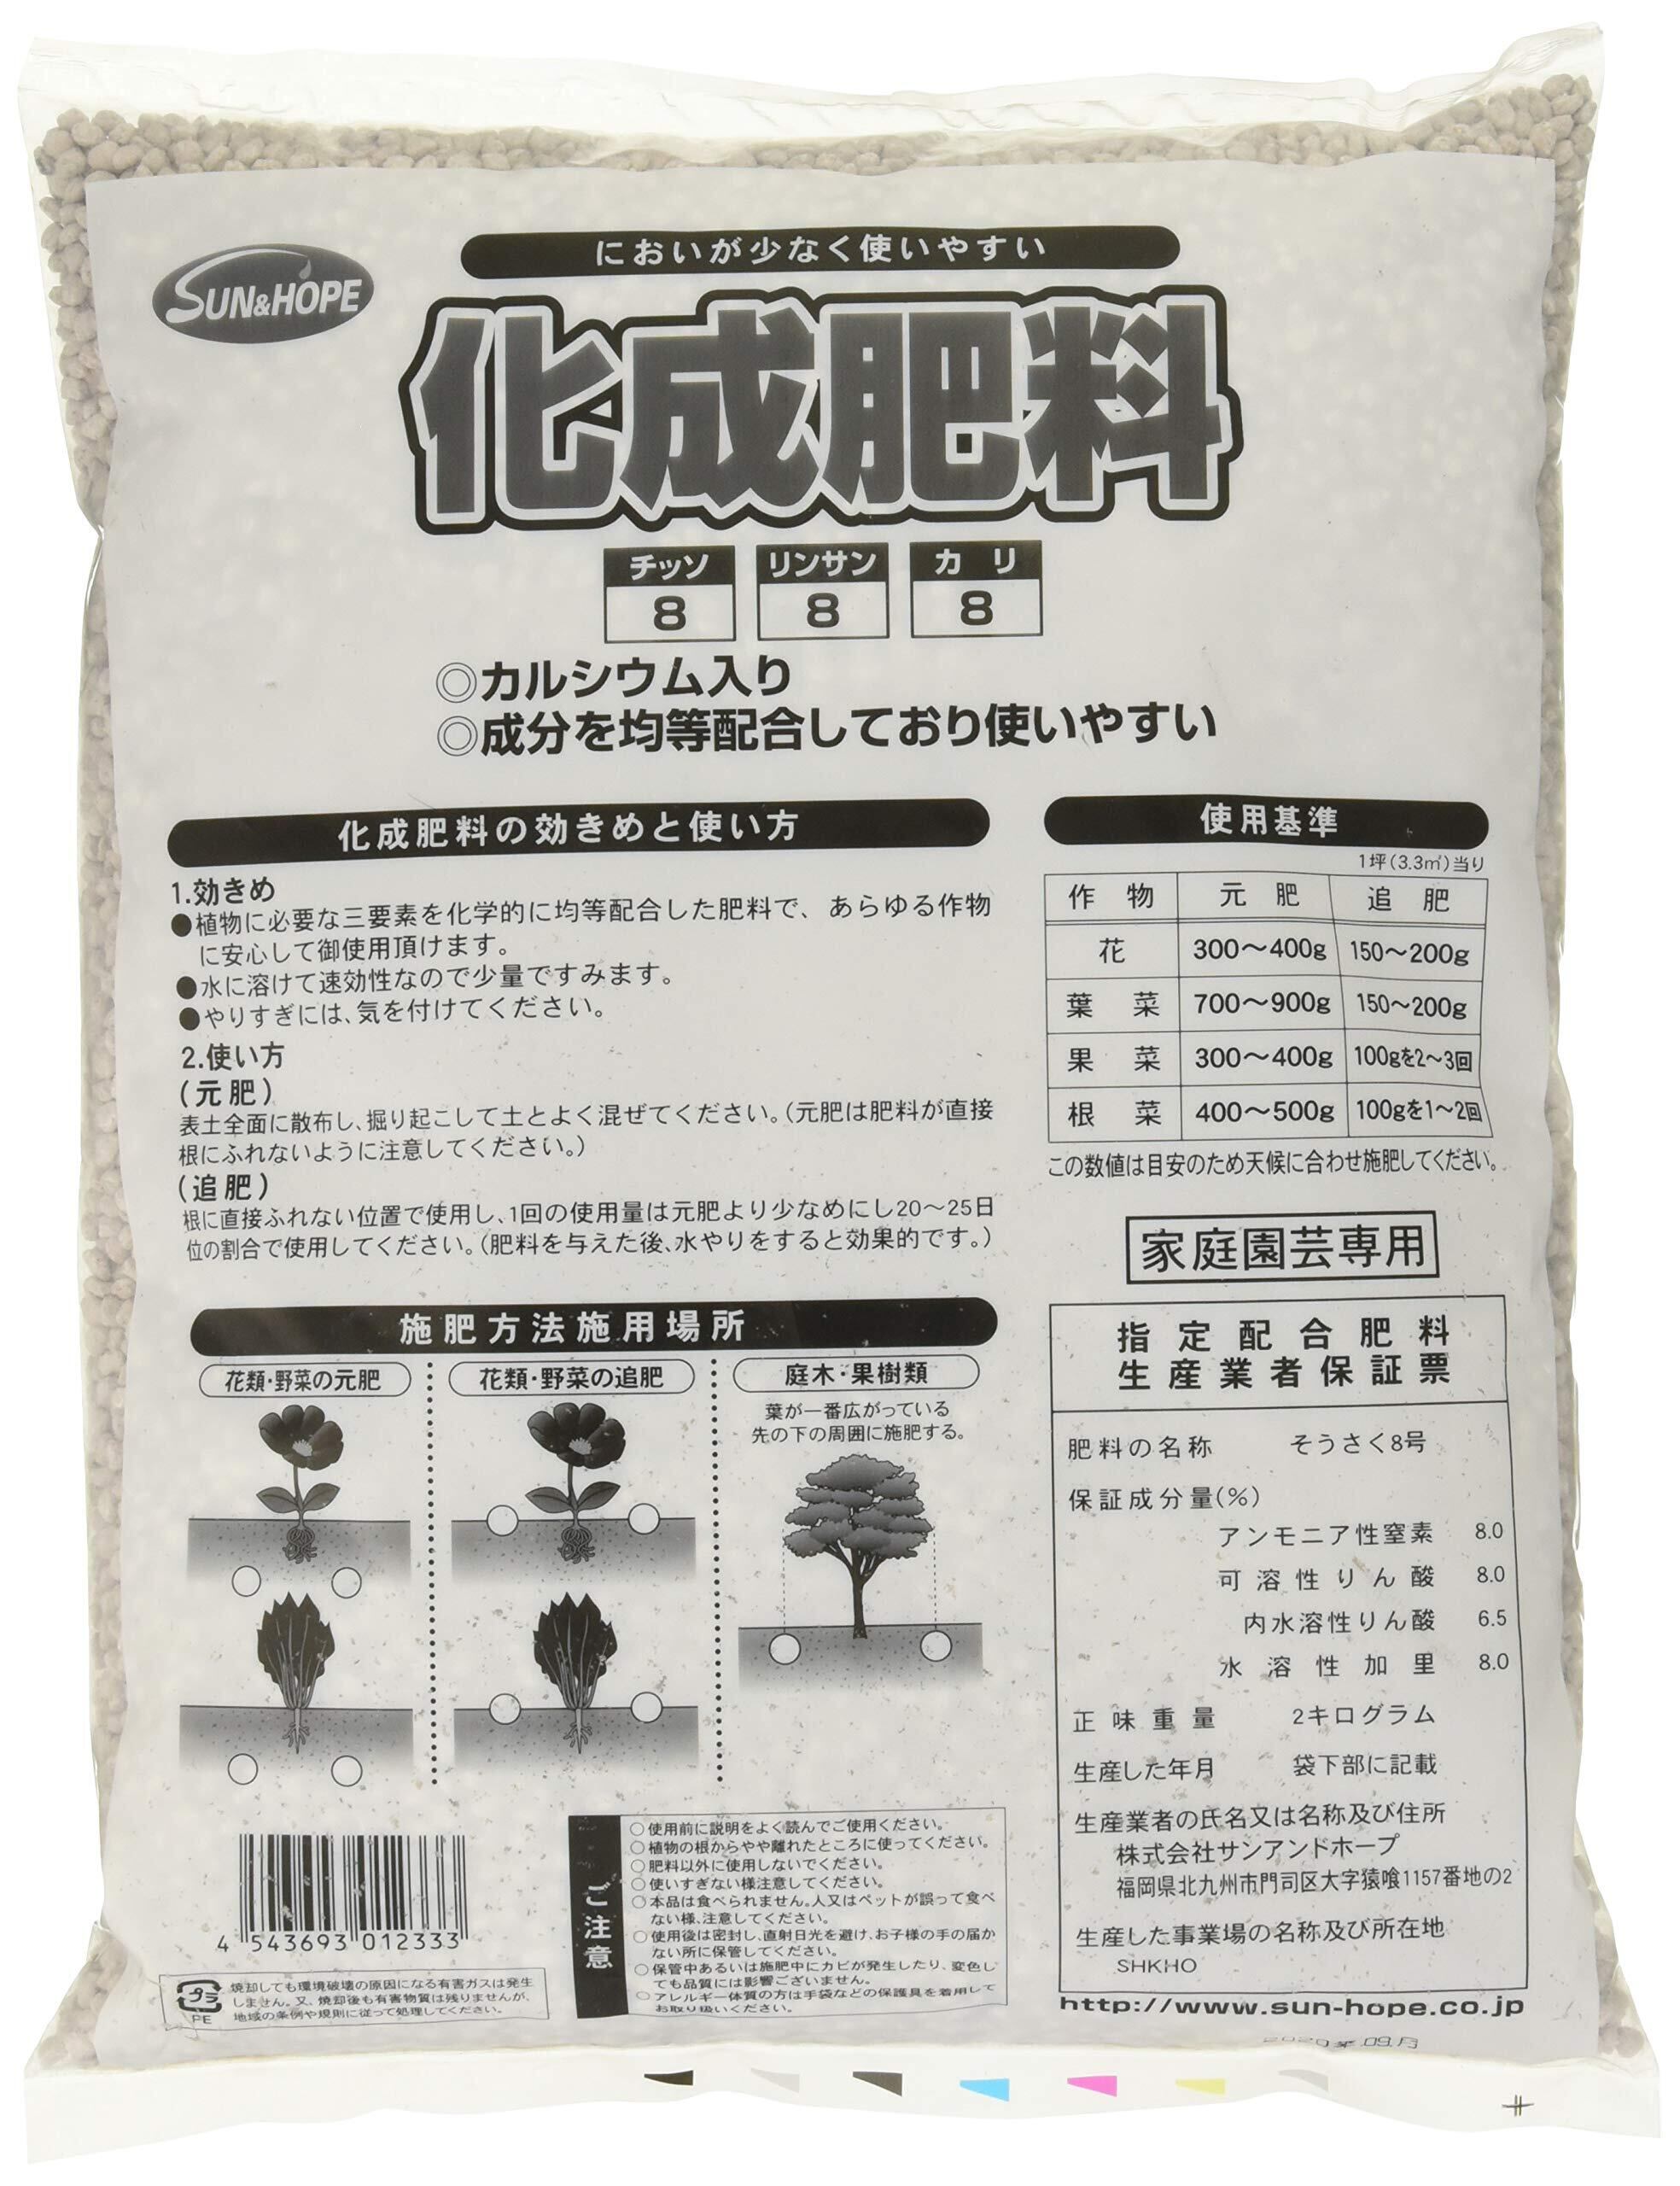 においが少なく使いやすい
SUN&HOPE
化成肥料
チッソ リンサン カリ
8 8 8
◎カルシウム入り
◎成分を均等配合しており使いやすい
化成肥料の効きめと使い方
1.効きめ
●植物に必要な三要素を化学的に均等配合した肥料で、あらゆる作物
に安心して御使用頂けます。
●水に溶けて速効性なので少量ですみます。
●やりすぎには、気を付けてください。
2.使い方
(元肥)
表土全面に散布し、掘り起こして土とよく混ぜてください。(元肥は肥料が直接
根にふれないように注意してください。)
(追肥)
根に直接ふれない位置で使用し、1回の使用量は元肥より少なめにし20〜25日
位の割合で使用してください。(肥料を与えた後、水やりをすると効果的です。)
使用基準
1坪(3.3㎡)当り
作物 元肥 追肥
花 300〜400g 150〜200g
葉菜 700〜900g 150〜200g
果菜 300〜400g 100gを2〜3回
根菜 400〜500g 100gを1〜2回
この数値は目安のため天候に合わせ施肥してください。
家庭園芸専用
施肥方法施用場所
花類・野菜の元肥
花類・野菜の追肥
庭木・果樹類
葉が一番広がっている
先の下の周囲に施肥する。
指定配合肥料
生産業者保証票
肥料の名称 そうさく8号
保証成分量(%)
アンモニア性窒素 8.0
可溶性りん酸 8.0
内水溶性りん酸 6.5
水溶性加里 8.0
正味重量 2キログラム
生産した年月 袋下部に記載
生産業者の氏名又は名称及び住所
株式会社サンアンドホープ
福岡県北九州市門司区大字猿喰1157番地の2
生産した事業場の名称及び所在地
SHKHO
http://www.sun-hope.co.jp
ご注意
○使用前に説明をよく読んでご使用ください。
○植物の根からやや離れたところに使ってください。
○肥料以外に使用しないでください。
○使いすぎない様注意してください。
○本品は食べられません。人又はペットが誤って食べ
ない様、注意してください。
○使用後は密封し、直射日光を避け、お子様の手の届か
ない所に保管してください。
○保管中あるいは施肥中にカビが発生したり、変色し
ても品質には影響ございません。
○アレルギー体質の方は手袋などの保護具を着用して
お取り扱いください。
4 543693 012333
プラ
PE
焼却しても環境破壊の原因になる有害ガスは発生
しません。又、焼却後も有害物質は残りませんが、
地域の条例や規則に従って処理してください。
09.月